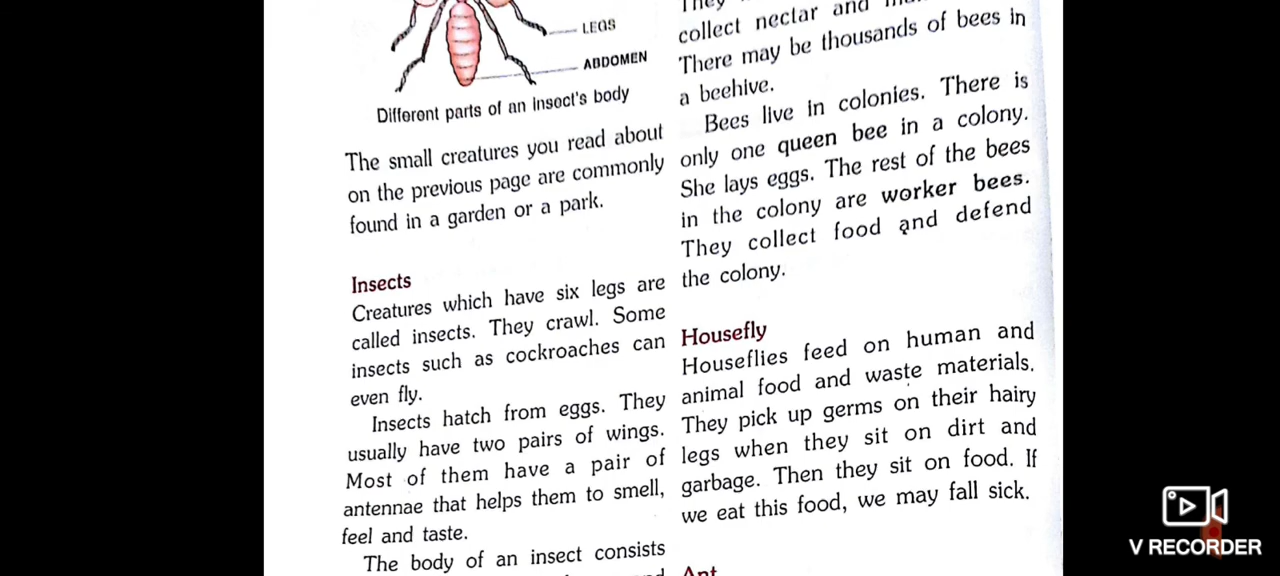 LEGS
ABDOMEN
Different parts of an insect's body
The small creatures you read about
on the previous page are commonly
found in a garden or a park.
Insects
Creatures which have six legs are
called insects. They crawl. Some
insects such as cockroaches can
even fly.
Insects hatch from eggs. They
usually have two pairs of wings.
Most of them have a pair of
antennae that helps them to smell,
feel and taste.
The body of an insect consists
They
collect nectar and
There may be thousands of bees in
a beehive.
Bees live in colonies. There is
only one queen bee in a colony.
She lays eggs. The rest of the bees
in the colony are worker bees.
They collect food and defend
the colony.
Housefly
Houseflies feed on human and
animal food and waste materials.
They pick up germs on their hairy
legs when they sit on dirt and
garbage. Then they sit on food. If
we eat this food, we may fall sick.
Ant
V RECORDER